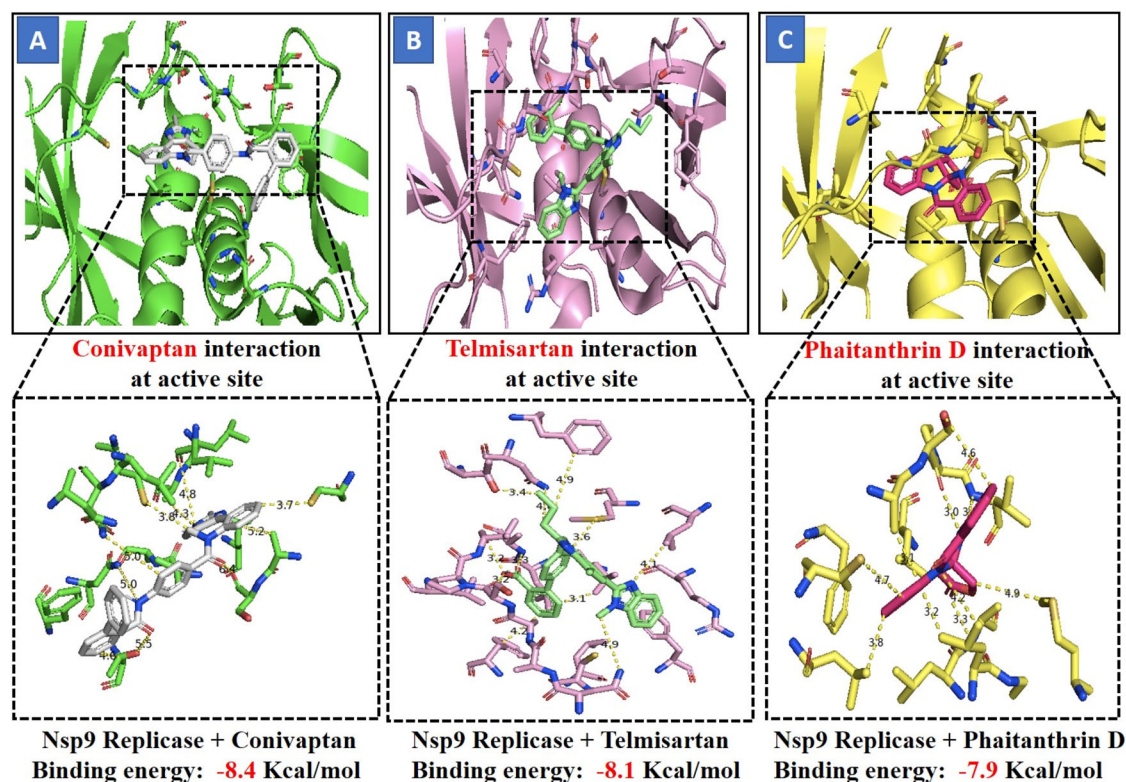 A
B
C
Conivaptan interaction
at active site
Telmisartan interaction
at active site
Phaitanthrin D interaction
at active site
4.8
3.8
4.3
3.7
5.2
6.4
5.0
5.0
5.5
4.6
4.9
3.4
3.6
3.2
3.2
4.1
3.1
4.2
4.9
4.6
3.0
4.7
4.2
4.9
3.2
3.3
3.8
Nsp9 Replicase + Conivaptan
Binding energy: -8.4 Kcal/mol
Nsp9 Replicase + Telmisartan
Binding energy: -8.1 Kcal/mol
Nsp9 Replicase + Phaitanthrin D
Binding energy: -7.9 Kcal/mol